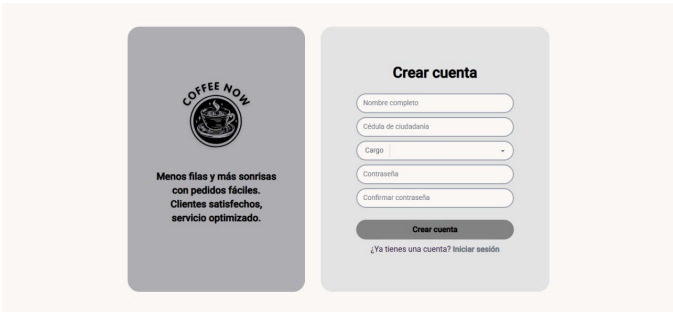 COFFEE NOW
Menos filas y más sonrisas
con pedidos fáciles.
Clientes satisfechos,
servicio optimizado.
Crear cuenta
Nombre completo
Cédula de ciudadanía
Cargo
Contraseña
Confirmar contraseña
Crear cuenta
¿Ya tienes una cuenta? Iniciar sesión